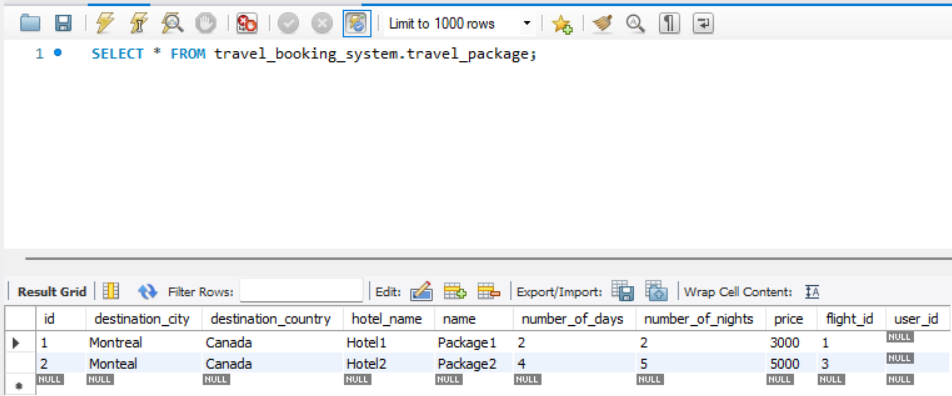 Limit to 1000 rows
1 SELECT * FROM travel_booking_system.travel_package;
Result Grid Filter Rows: Edit: Export/Import: Wrap Cell Content:
id destination_city destination_country hotel_name name number_of_days number_of_nights price flight_id user_id
1 Montreal Canada Hotel1 Package1 2 2 3000 1 NULL
2 Monteal Canada Hotel2 Package2 4 5 5000 3 NULL
NULL NULL NULL NULL NULL NULL NULL NULL NULL NULL